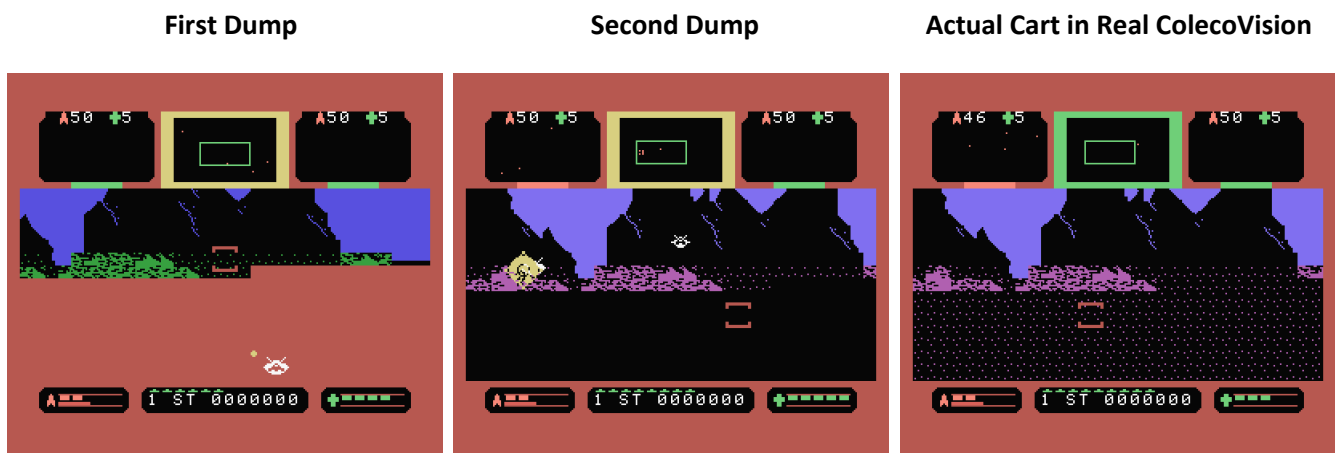 First Dump
Second Dump
Actual Cart in Real ColecoVision
50 5
50 5
50 5
50 5
46 5
50 5
1 ST 0000000
1 ST 0000000
1 ST 0000000